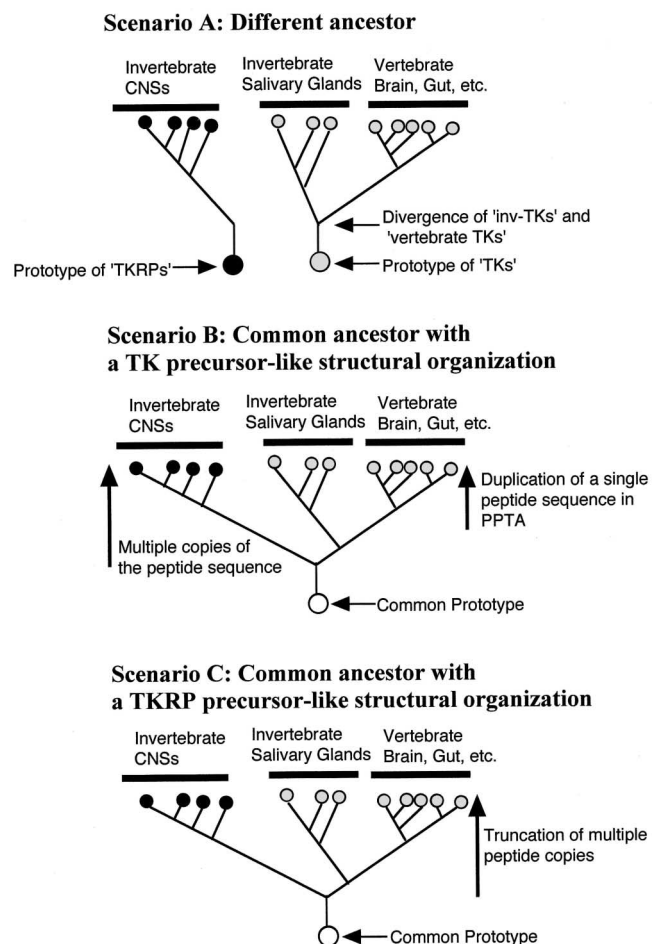 Scenario A: Different ancestor
Invertebrate
CNSs
Invertebrate
Salivary Glands
Vertebrate
Brain, Gut, etc.
Divergence of 'inv-TKs' and
'vertebrate TKs'
Prototype of 'TKRPs'
Prototype of 'TKs'
Scenario B: Common ancestor with
a TK precursor-like structural organization
Invertebrate
CNSs
Invertebrate
Salivary Glands
Vertebrate
Brain, Gut, etc.
Multiple copies of
the peptide sequence
Duplication of a single
peptide sequence in
PPTA
Common Prototype
Scenario C: Common ancestor with
a TKRP precursor-like structural organization
Invertebrate
CNSs
Invertebrate
Salivary Glands
Vertebrate
Brain, Gut, etc.
Truncation of multiple
peptide copies
Common Prototype